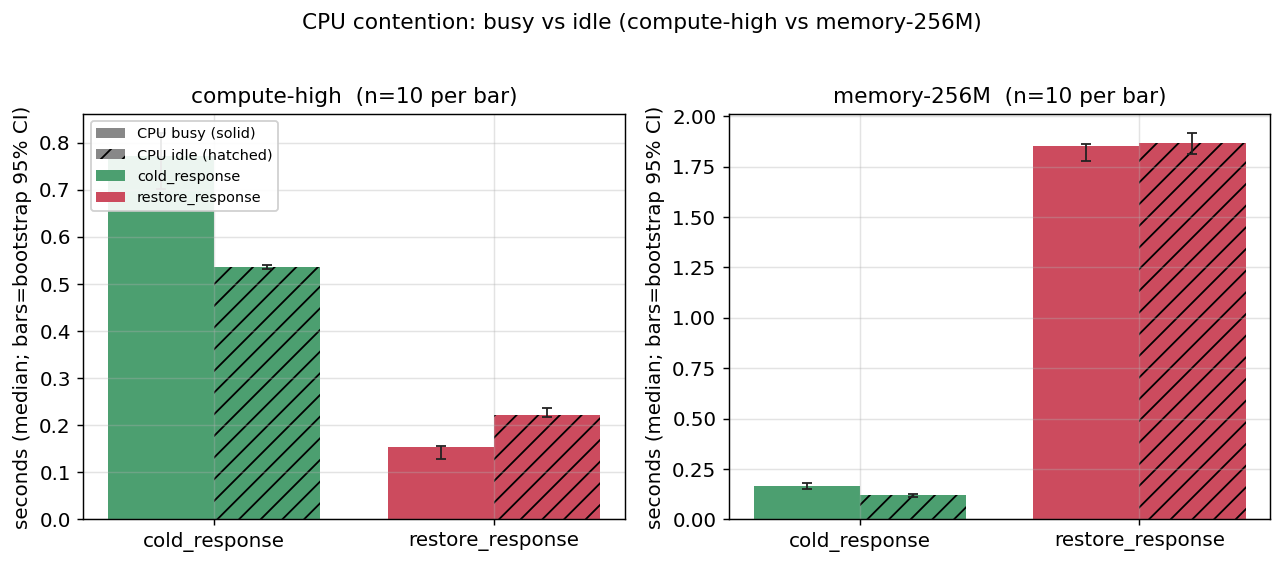 CPU contention: busy vs idle (compute-high vs memory-256M)
compute-high  (n=10 per bar)
seconds (median; bars=bootstrap 95% CI)
0.8
0.7
0.6
0.5
0.4
0.3
0.2
0.1
0.0
CPU busy (solid)
CPU idle (hatched)
cold_response
restore_response
cold_response
restore_response
memory-256M  (n=10 per bar)
seconds (median; bars=bootstrap 95% CI)
2.00
1.75
1.50
1.25
1.00
0.75
0.50
0.25
0.00
cold_response
restore_response